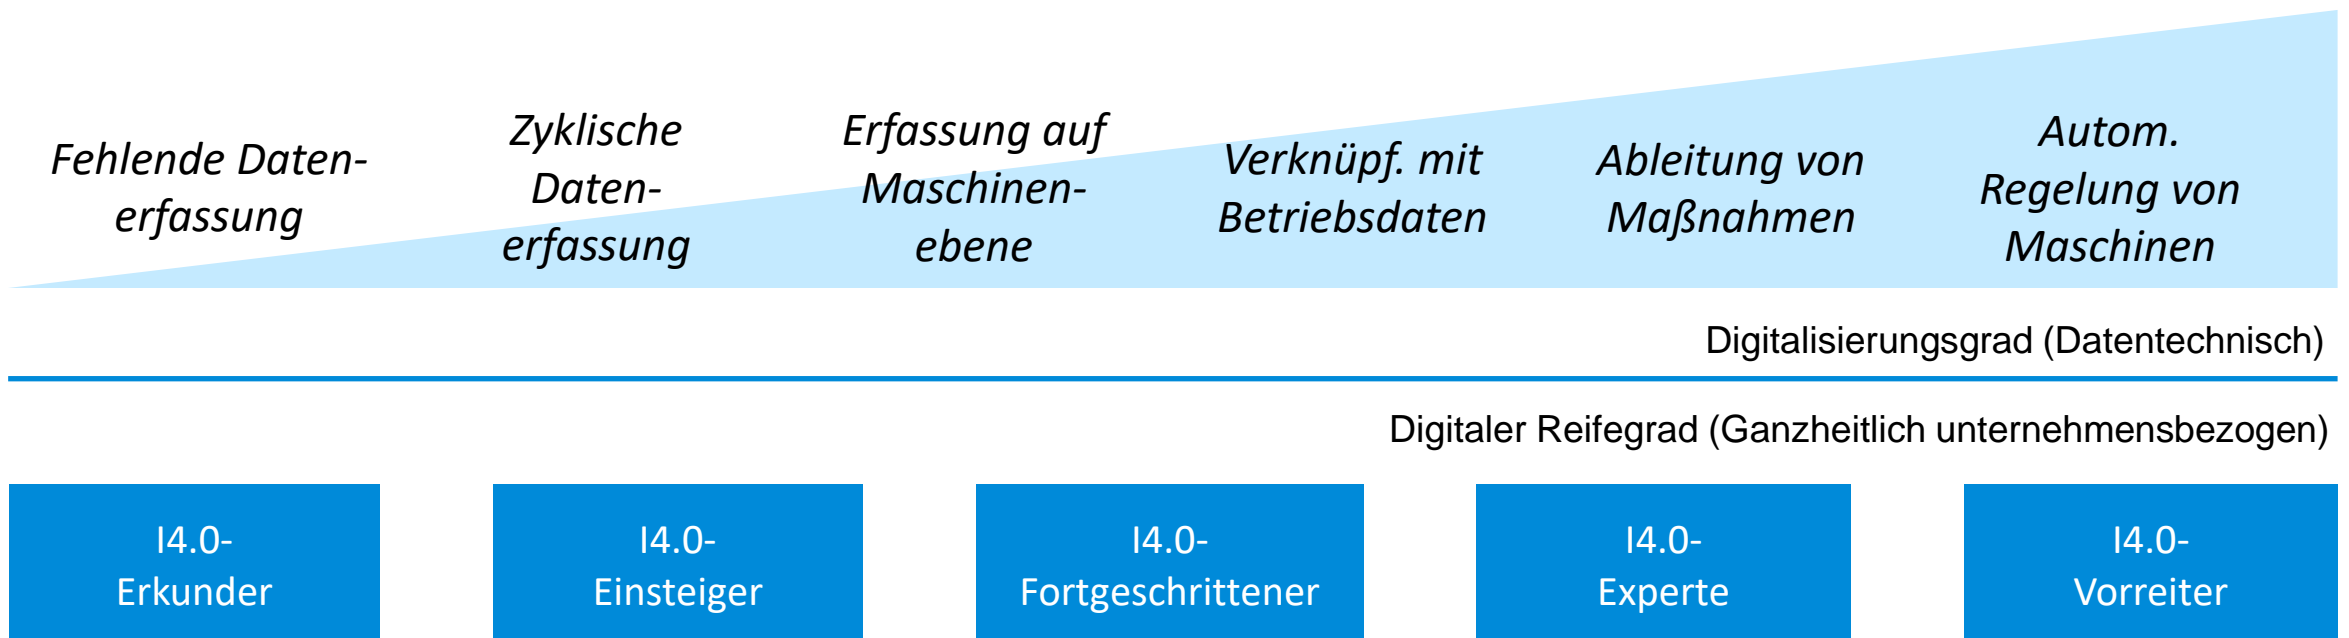 Fehlende Daten-
erfassung
Zyklische
Daten-
erfassung
Erfassung auf
Maschinen-
ebene
Verknüpf. mit
Betriebsdaten
Ableitung von
Maßnahmen
Autom.
Regelung von
Maschinen
Digitalisierungsgrad (Datentechnisch)
Digitaler Reifegrad (Ganzheitlich unternehmensbezogen)
I4.0-
Erkunder
I4.0-
Einsteiger
I4.0-
Fortgeschrittener
I4.0-
Experte
I4.0-
Vorreiter